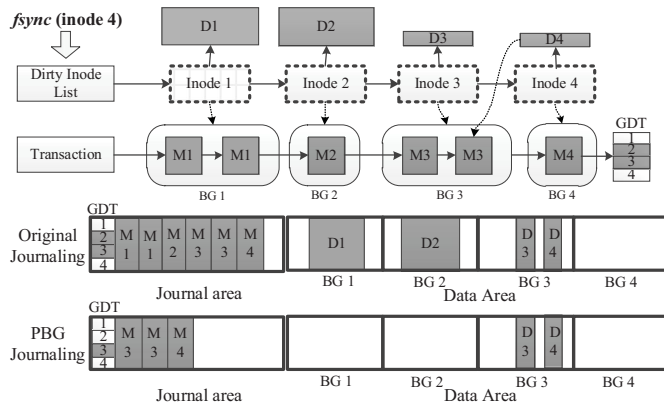 fsync (inode 4)
D1 D2 D3 D4
Dirty Inode
List
Inode 1 Inode 2 Inode 3 Inode 4
GDT
Transaction
M1 M1 M2 M3 M3 M4
1
2
3
4
BG 1 BG 2 BG 3 BG 4
GDT
Original
Journaling
1
2
3
4
M
1
M
1
M
2
M
3
M
3
M
4
D1 D2
D
3
D
4
BG 1 BG 2 BG 3 BG 4
Journal area Data Area
GDT
PBG
Journaling
1
2
3
4
M
3
M
3
M
4
D
3
D
4
BG 1 BG 2 BG 3 BG 4
Journal area Data Area